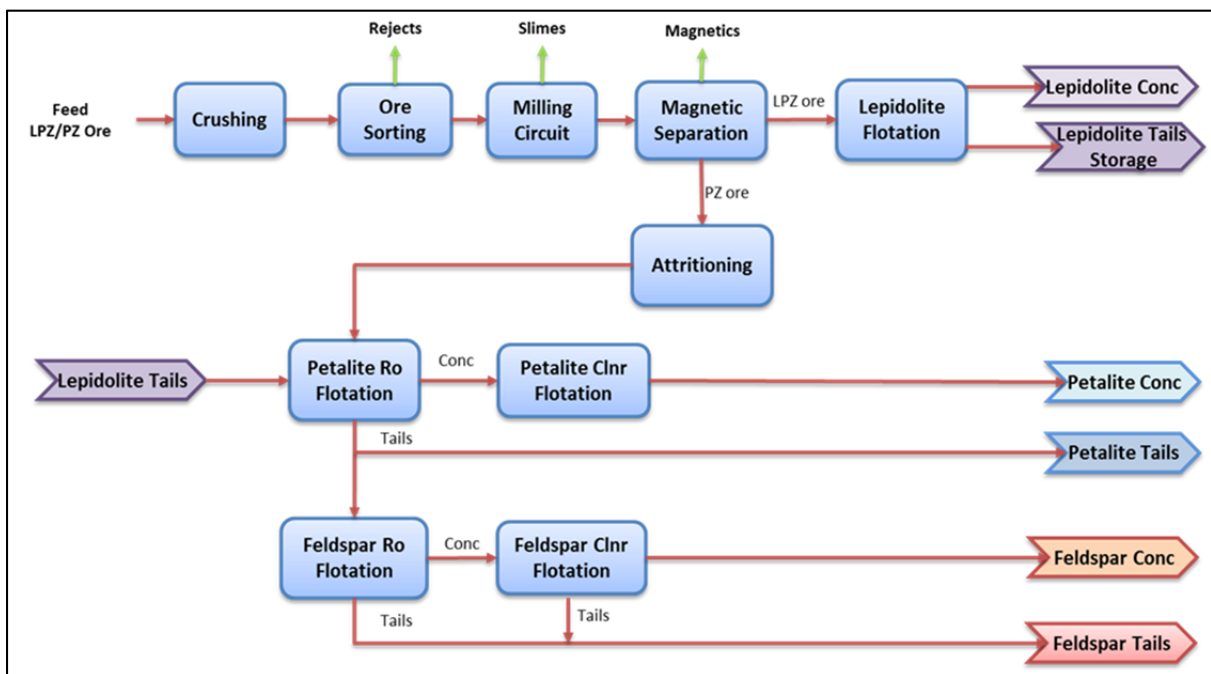 Rejects
Slimes
Magnetics
Feed
LPZ/PZ Ore
Crushing
Ore
Sorting
Milling
Circuit
Magnetic
Separation
LPZ ore
Lepidolite
Flotation
Lepidolite Conc
Lepidolite Tails
Storage
PZ ore
Attritioning
Lepidolite Tails
Petalite Ro
Flotation
Conc
Petalite Clnr
Flotation
Petalite Conc
Tails
Petalite Tails
Feldspar Ro
Flotation
Conc
Feldspar Clnr
Flotation
Feldspar Conc
Tails
Tails
Feldspar Tails